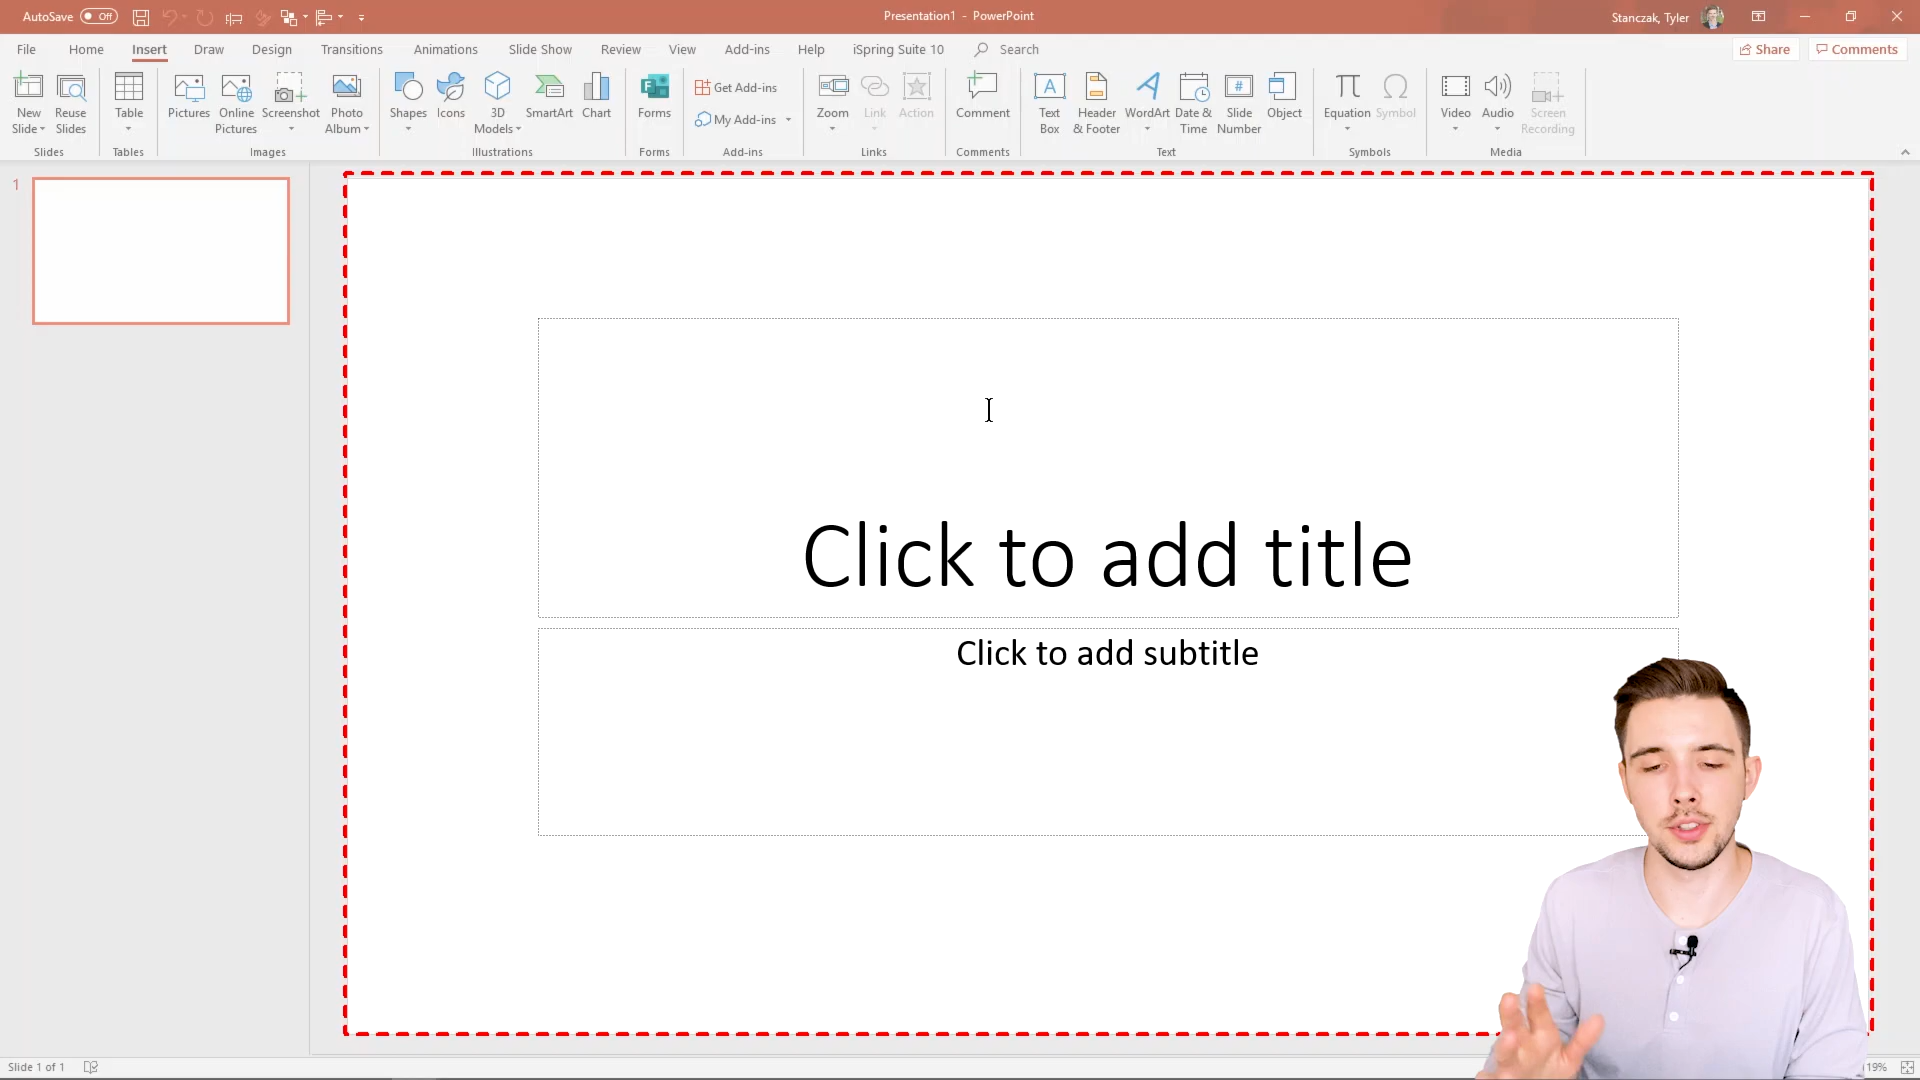 AutoSave Off
Presentation1 - PowerPoint
Stanczak, Tyler
File Home Insert Draw Design Transitions Animations Slide Show Review View Add-ins Help iSpring Suite 10 Search
Share Comments
New Slide
Reuse Slides
Table
Pictures
Online Pictures
Screenshot
Photo Album
Shapes
Icons
3D Models
SmartArt
Chart
Forms
Get Add-ins
My Add-ins
Zoom
Link
Action
Comment
Text Box
Header & Footer
WordArt
Date & Time
Slide Number
Object
Equation
Symbol
Video
Audio
Screen Recording
Slides Tables Images Illustrations Forms Add-ins Links Comments Text Symbols Media
1
Click to add title
Click to add subtitle
Slide 1 of 1
19%